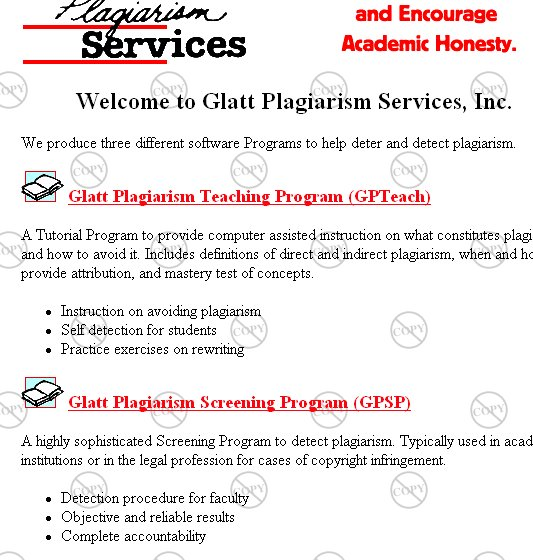 Plagiarism
Services
and Encourage
Academic Honesty.
Welcome to Glatt Plagiarism Services, Inc.
We produce three different software Programs to help deter and detect plagiarism.
Glatt Plagiarism Teaching Program (GPTeach)
A Tutorial Program to provide computer assisted instruction on what constitutes plagi
and how to avoid it. Includes definitions of direct and indirect plagiarism, when and ho
provide attribution, and mastery test of concepts.
Instruction on avoiding plagiarism
Self detection for students
Practice exercises on rewriting
Glatt Plagiarism Screening Program (GPSP)
A highly sophisticated Screening Program to detect plagiarism. Typically used in acad
institutions or in the legal profession for cases of copyright infringement.
Detection procedure for faculty
Objective and reliable results
Complete accountability